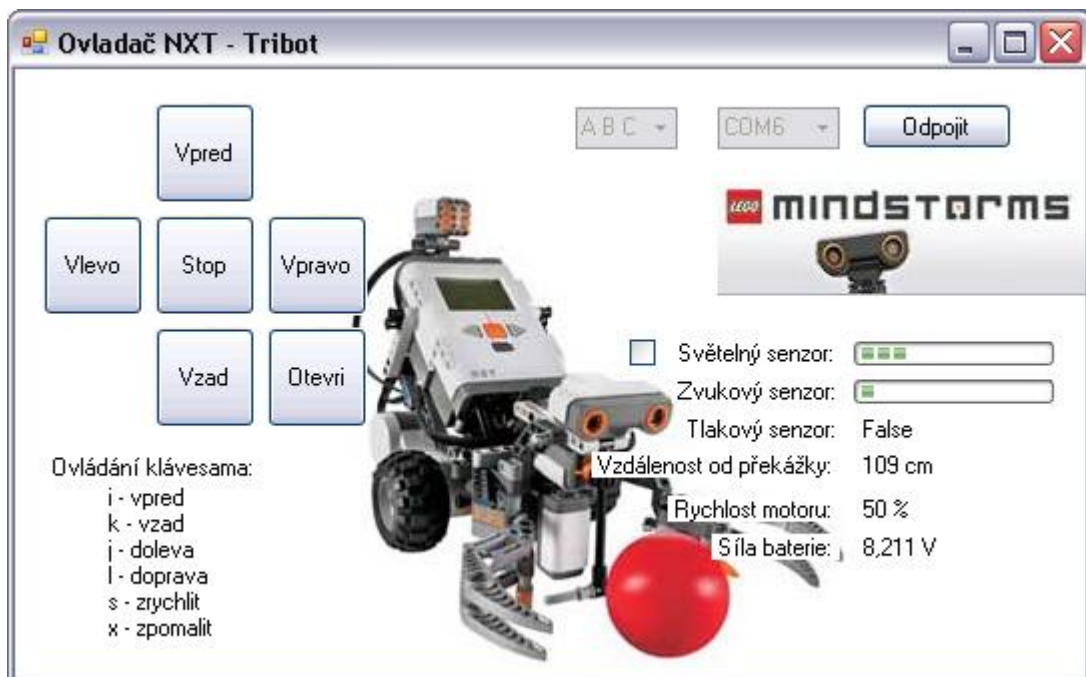 Ovladač NXT - Tribot
Vpred
A B C
COM6
Odpojit
LEGO mindstorms
Vlevo
Stop
Vpravo
Vzad
Otevri
NXT
Světelný senzor:
Zvukový senzor:
Tlakový senzor: False
Vzdálenost od překážky: 109 cm
Rychlost motoru: 50 %
Síla baterie: 8,211 V
Ovládání klávesama:
i - vpred
k - vzad
j - doleva
l - doprava
s - zrychlit
x - zpomalit